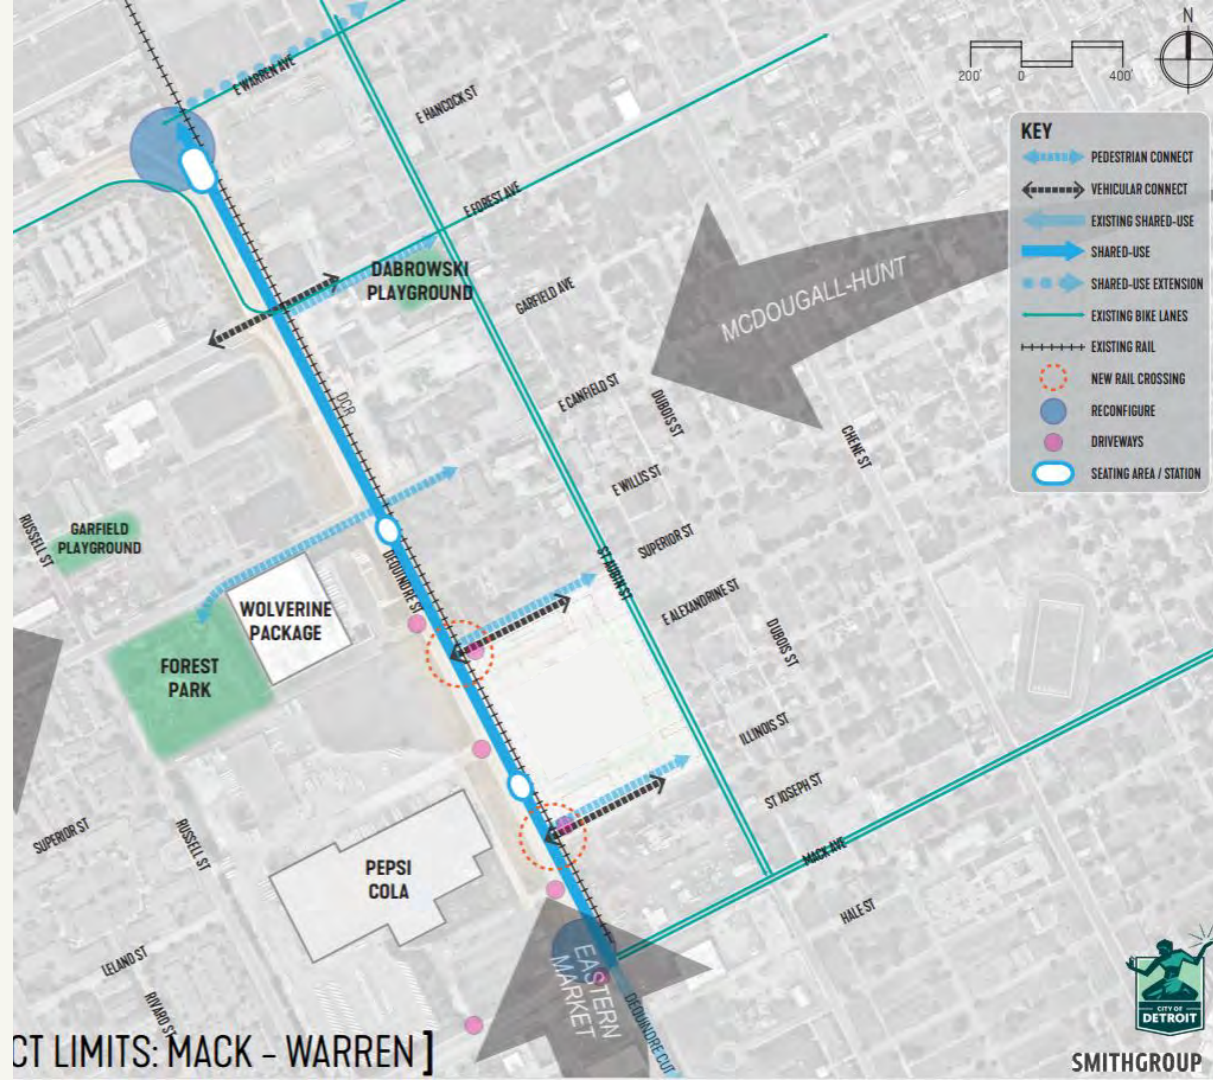 N
200' 0 400'
KEY
PEDESTRIAN CONNECT
VEHICULAR CONNECT
EXISTING SHARED-USE
SHARED-USE
SHARED-USE EXTENSION
EXISTING BIKE LANES
EXISTING RAIL
NEW RAIL CROSSING
RECONFIGURE
DRIVEWAYS
SEATING AREA / STATION
E WARREN AVE
E HANCOCK ST
E FOREST AVE
DABROWSKI
PLAYGROUND
GARFIELD AVE
MCDOUGALL-HUNT
E CANFIELD ST
DUBOIS ST
CHENE ST
DCR
E WILLIS ST
SUPERIOR ST
RUSSELL ST
GARFIELD
PLAYGROUND
DEQUINDRE ST
ST AUBIN ST
E ALEXANDRINE ST
WOLVERINE
PACKAGE
DUBOIS ST
FOREST
PARK
ILLINOIS ST
ST JOSEPH ST
SUPERIOR ST
RUSSELL ST
PEPSI
COLA
MACK AVE
HALE ST
LELAND ST
RIVARD ST
EASTERN
MARKET
DEQUINDRE CUT
CT LIMITS: MACK - WARREN ]
CITY OF
DETROIT
SMITHGROUP